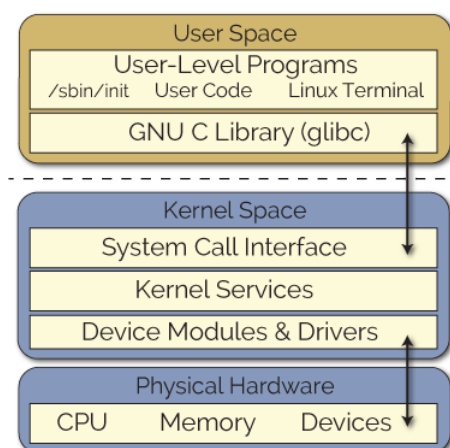 User Space
User-Level Programs
/sbin/init User Code Linux Terminal
GNU C Library (glibc)
Kernel Space
System Call Interface
Kernel Services
Device Modules & Drivers
Physical Hardware
CPU Memory Devices